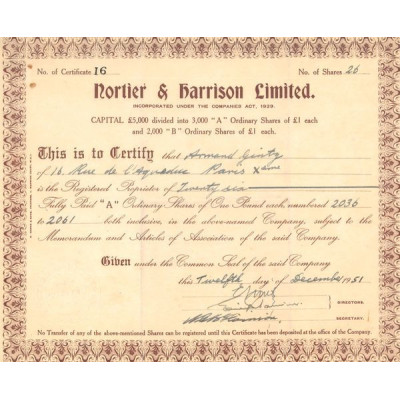 No. of Certificate 16 No. of Shares 26
Nortier & Harrison Limited.
INCORPORATED UNDER THE COMPANIES ACT, 1929.
CAPITAL £5,000 divided into 3,000 "A" Ordinary Shares of £1 each
and 2,000 "B" Ordinary Shares of £1 each.
This is to Certify that Armand
of 16, Rue de l'Aqueduc Paris Xème
is the Registered Proprietor of Twenty six
Fully Paid "A" Ordinary Shares of One Pound each, numbered 2036
to 2061 both inclusive, in the above-named Company, subject to the
Memorandum and Articles of Association of the said Company.
Given under the Common Seal of the said Company
this Twelfth day of December 1951
DIRECTORS.
No Transfer of any of the above-mentioned Shares can be registered until this Certificate has been deposited at the office of the Company.